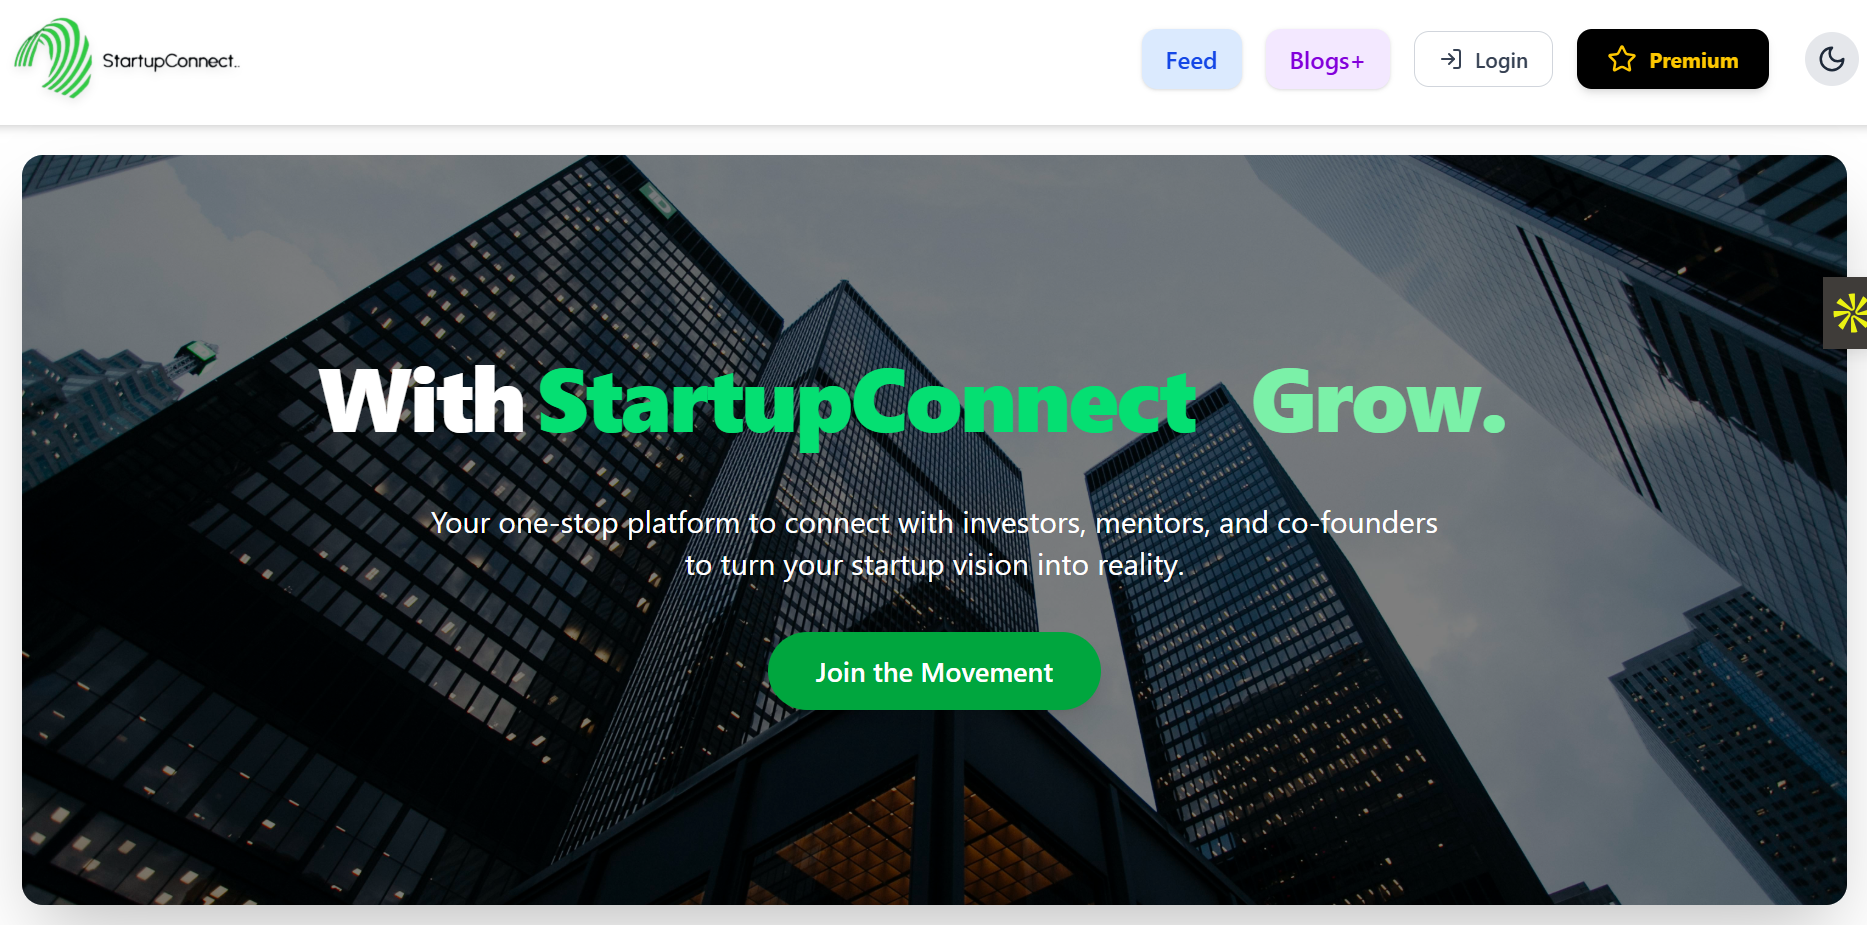 StartupConnect..
Feed
Blogs+
Login
Premium
TD
With StartupConnect Grow.
Your one-stop platform to connect with investors, mentors, and co-founders
to turn your startup vision into reality.
Join the Movement